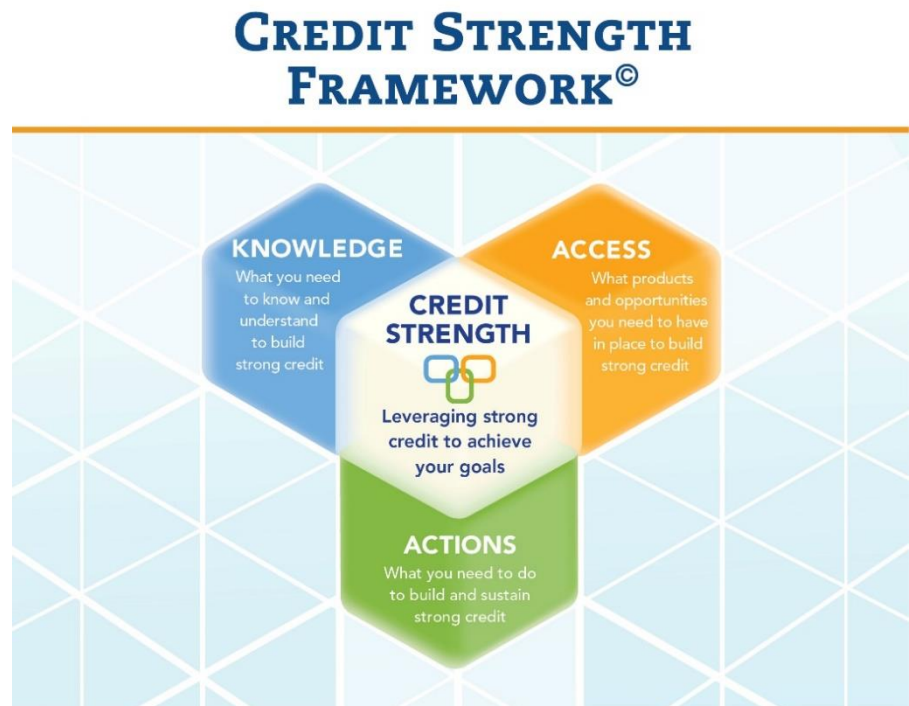 CREDIT STRENGTH
FRAMEWORK©
KNOWLEDGE
What you need
to know and
understand
to build
strong credit
ACCESS
What products
and opportunities
you need to have
in place to build
strong credit
CREDIT
STRENGTH
Leveraging strong
credit to achieve
your goals
ACTIONS
What you need to do
to build and sustain
strong credit